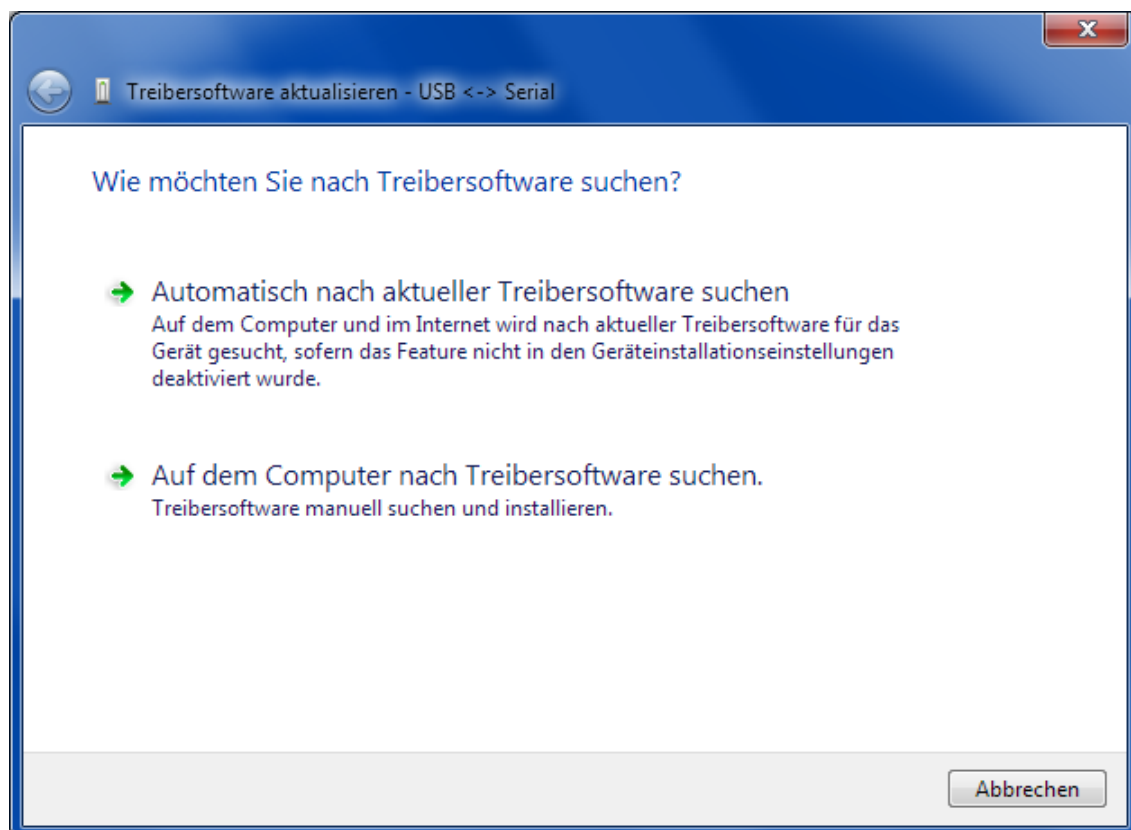 Treibersoftware aktualisieren - USB <-> Serial
Wie möchten Sie nach Treibersoftware suchen?
Automatisch nach aktueller Treibersoftware suchen
Auf dem Computer und im Internet wird nach aktueller Treibersoftware für das
Gerät gesucht, sofern das Feature nicht in den Geräteinstallationseinstellungen
deaktiviert wurde.
Auf dem Computer nach Treibersoftware suchen.
Treibersoftware manuell suchen und installieren.
Abbrechen